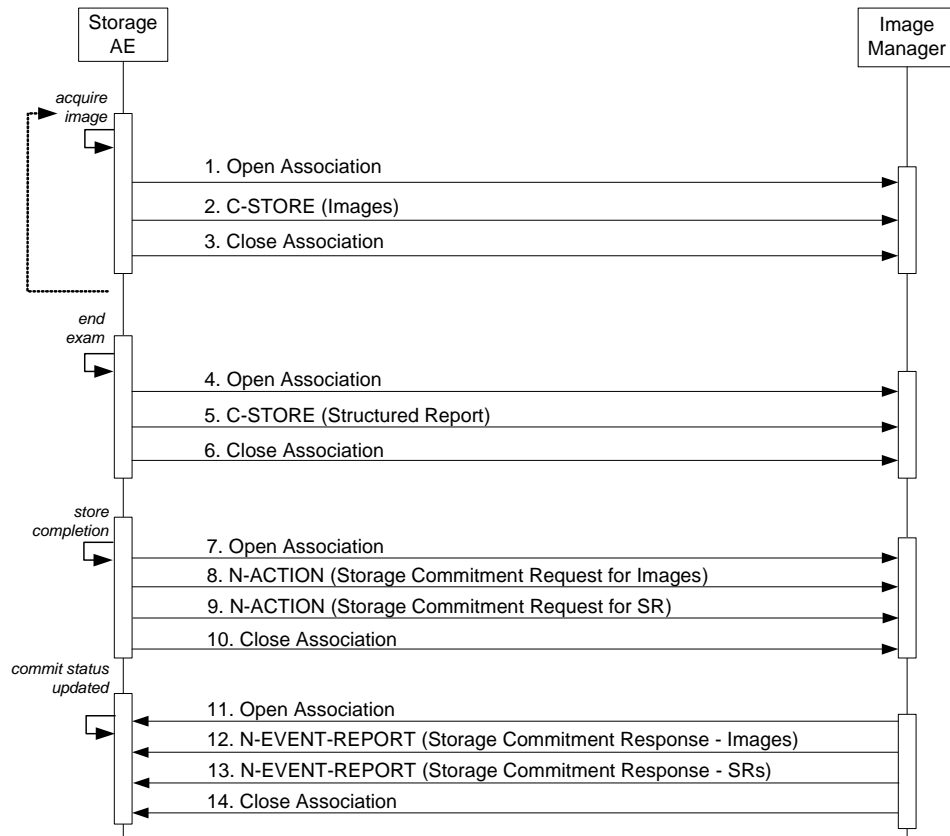 Storage
AE
Image
Manager
acquire
image
1. Open Association
2. C-STORE (Images)
3. Close Association
end
exam
4. Open Association
5. C-STORE (Structured Report)
6. Close Association
store
completion
7. Open Association
8. N-ACTION (Storage Commitment Request for Images)
9. N-ACTION (Storage Commitment Request for SR)
10. Close Association
commit status
updated
11. Open Association
12. N-EVENT-REPORT (Storage Commitment Response - Images)
13. N-EVENT-REPORT (Storage Commitment Response - SRs)
14. Close Association